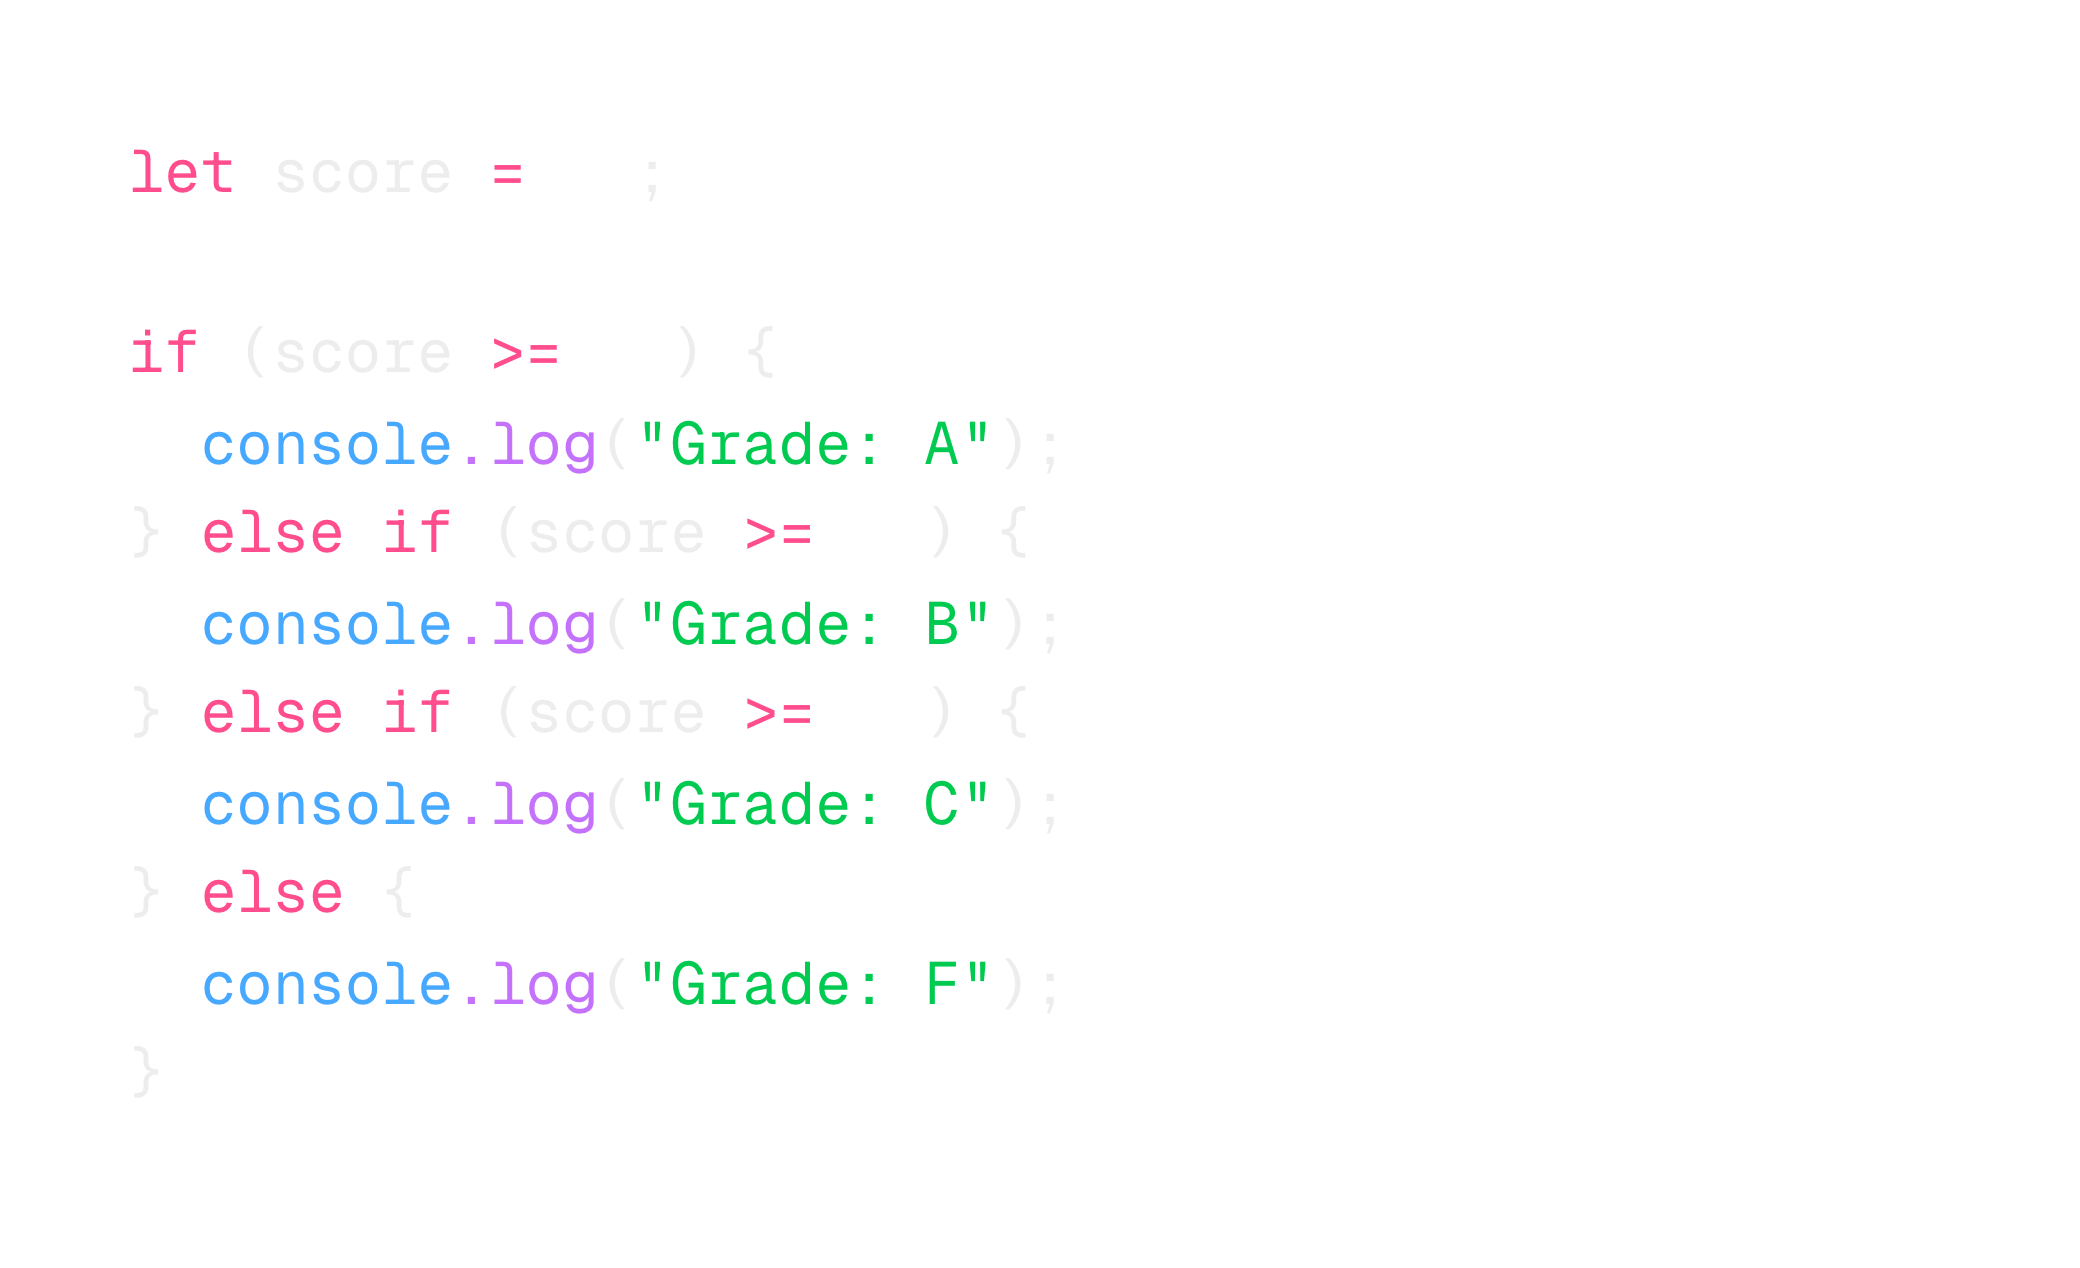 let score =   ;

if (score >=   ) {
  console.log("Grade: A");
} else if (score >=   ) {
  console.log("Grade: B");
} else if (score >=   ) {
  console.log("Grade: C");
} else {
  console.log("Grade: F");
}